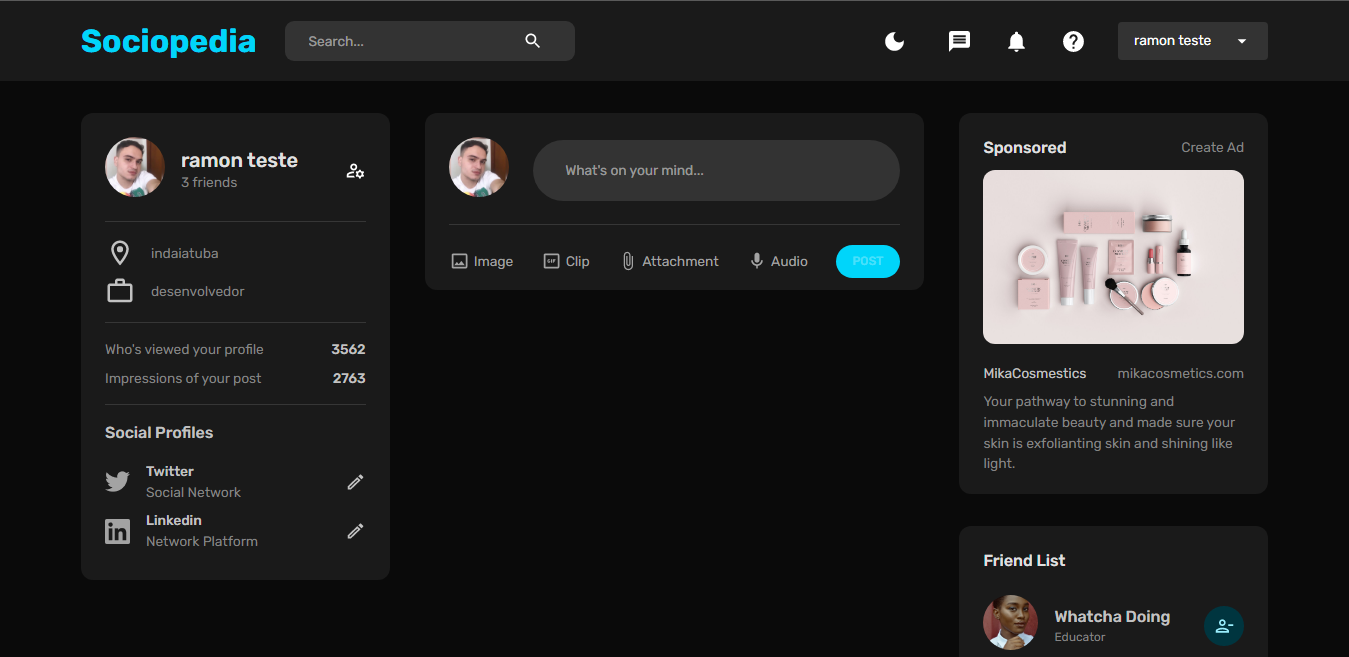 Sociopedia
Search...
ramon teste
ramon teste
3 friends
indaiatuba
desenvolvedor
Who's viewed your profile 3562
Impressions of your post 2763
Social Profiles
Twitter
Social Network
Linkedin
Network Platform
What's on your mind...
Image GIF Clip Attachment Audio POST
Sponsored Create Ad
MikaCosmestics mikacosmetics.com
Your pathway to stunning and
immaculate beauty and made sure your
skin is exfolianting skin and shining like
light.
Friend List
Whatcha Doing
Educator